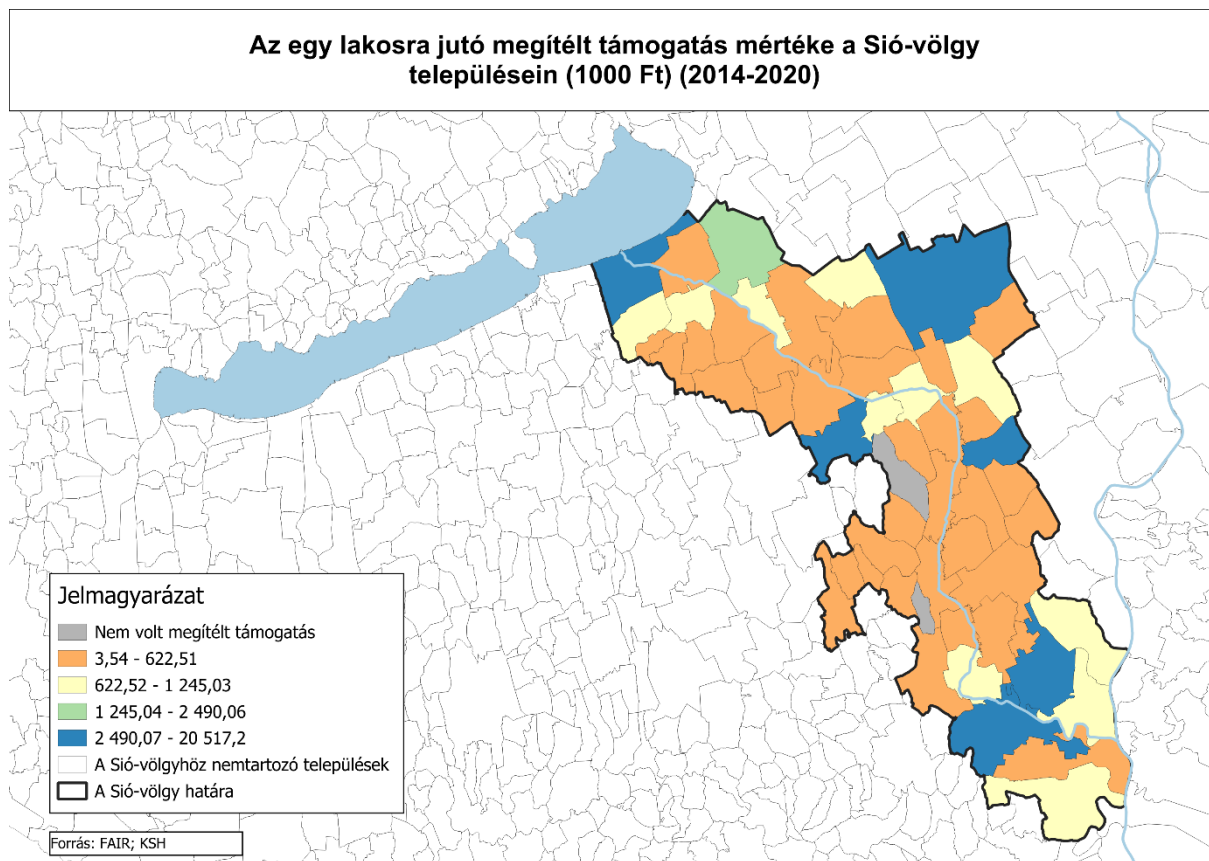 Az egy lakosra jutó megítélt támogatás mértéke a Sió-völgy
településein (1000 Ft) (2014-2020)
Jelmagyarázat
Nem volt megítélt támogatás
3,54 - 622,51
622,52 - 1 245,03
1 245,04 - 2 490,06
2 490,07 - 20 517,2
A Sió-völgyhöz nemtartozó települések
A Sió-völgy határa
Forrás: FAIR; KSH